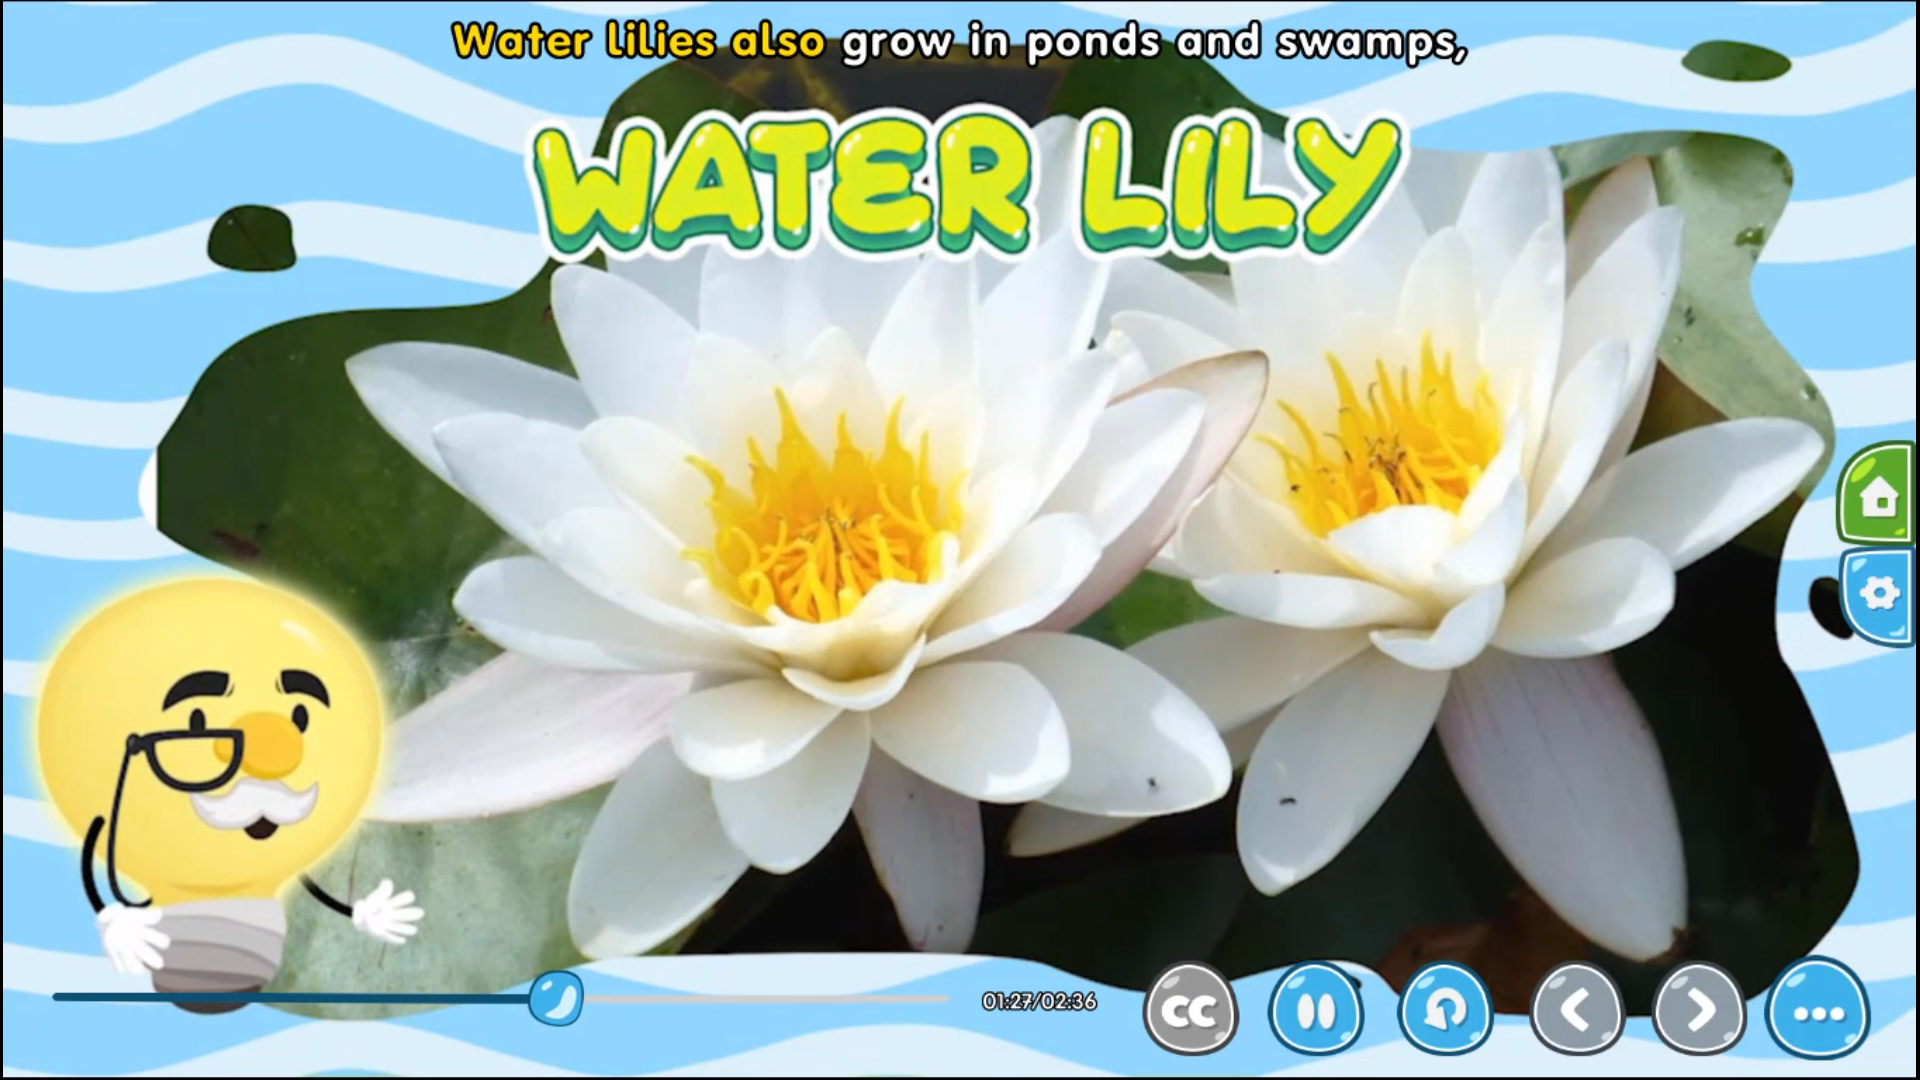 Water lilies also grow in ponds and swamps,
WATER LILY
01:27/02:36
CC